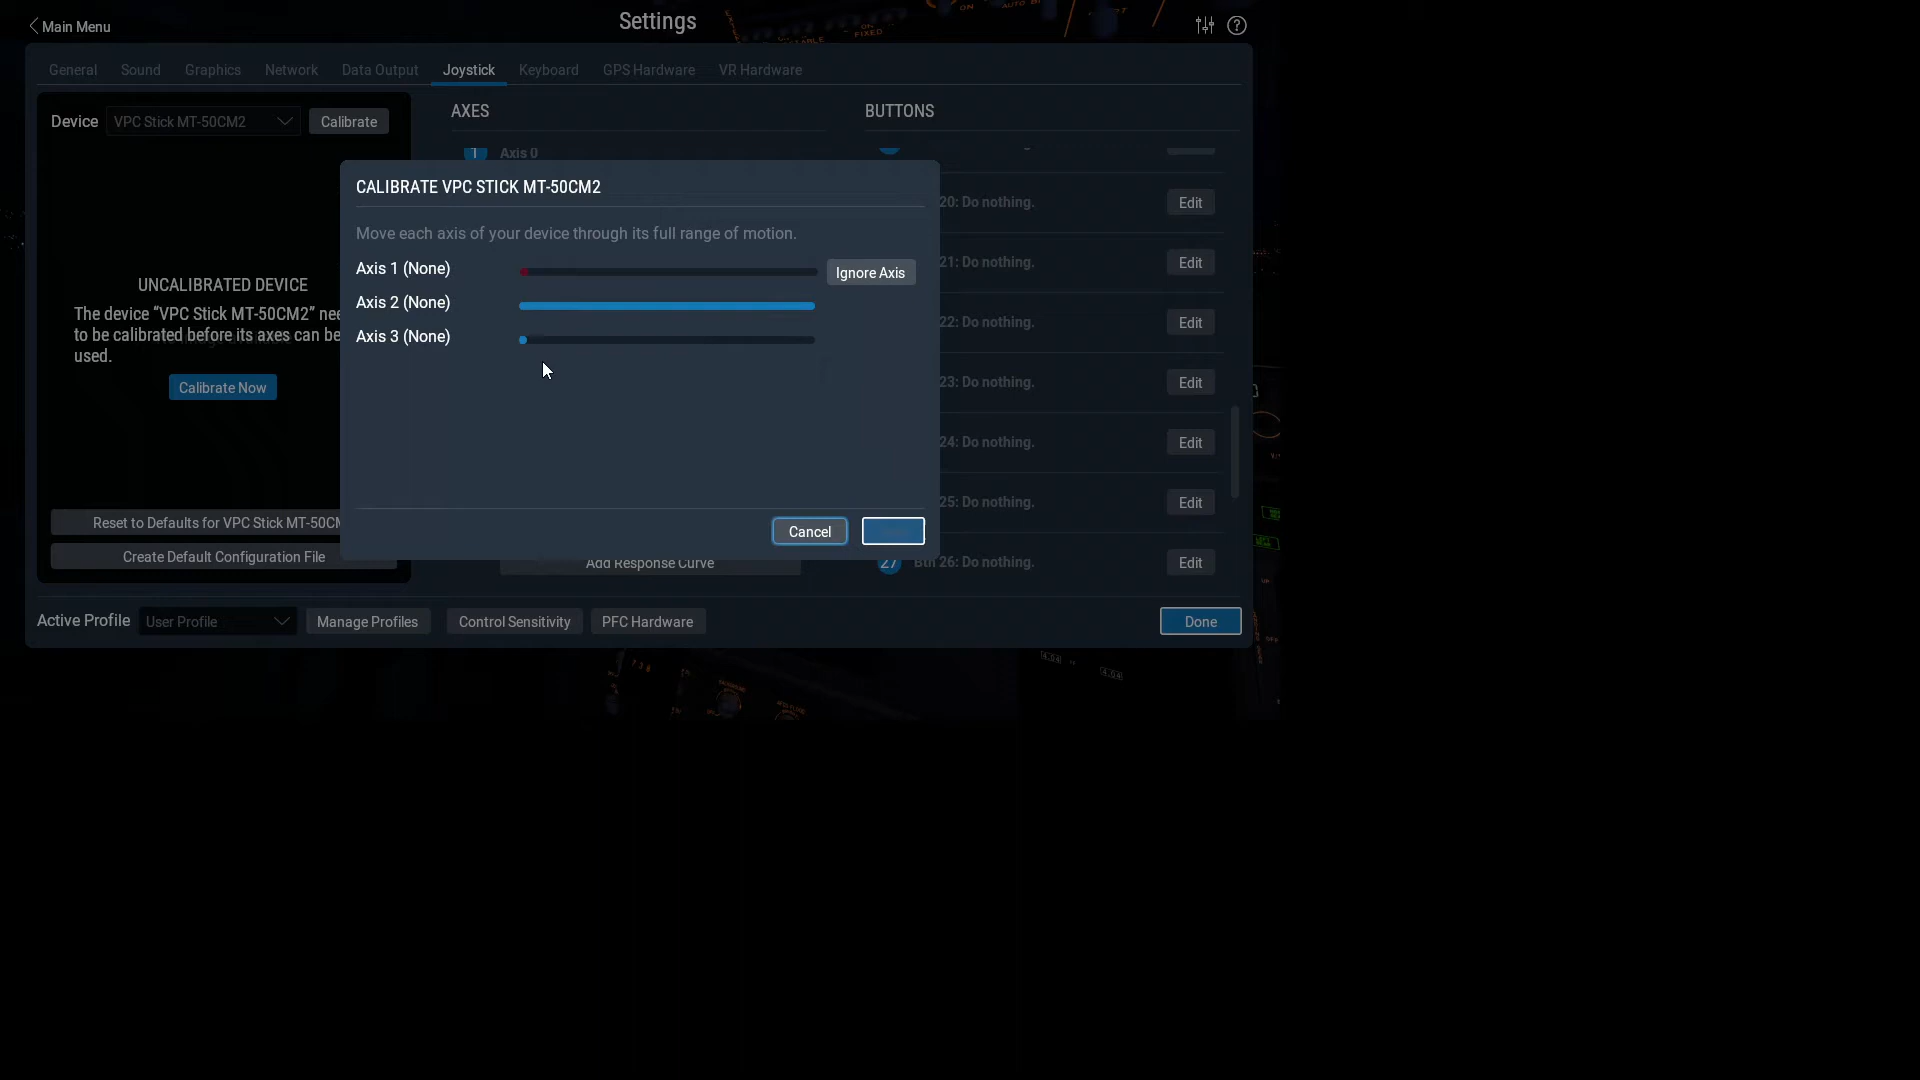 Main Menu
Settings
General Sound Graphics Network Data Output Joystick Keyboard GPS Hardware VR Hardware
Device VPC Stick MT-50CM2 Calibrate
AXES
BUTTONS
1 Axis 0
CALIBRATE VPC STICK MT-50CM2
Move each axis of your device through its full range of motion.
Axis 1 (None) Ignore Axis
Axis 2 (None)
Axis 3 (None)
Cancel
UNCALIBRATED DEVICE
The device “VPC Stick MT-50CM2” nee
to be calibrated before its axes can be
used.
Calibrate Now
Reset to Defaults for VPC Stick MT-50CM
Create Default Configuration File
Add Response Curve
20: Do nothing. Edit
21: Do nothing. Edit
22: Do nothing. Edit
23: Do nothing. Edit
24: Do nothing. Edit
25: Do nothing. Edit
27 Btn 26: Do nothing. Edit
Active Profile User Profile Manage Profiles Control Sensitivity PFC Hardware Done